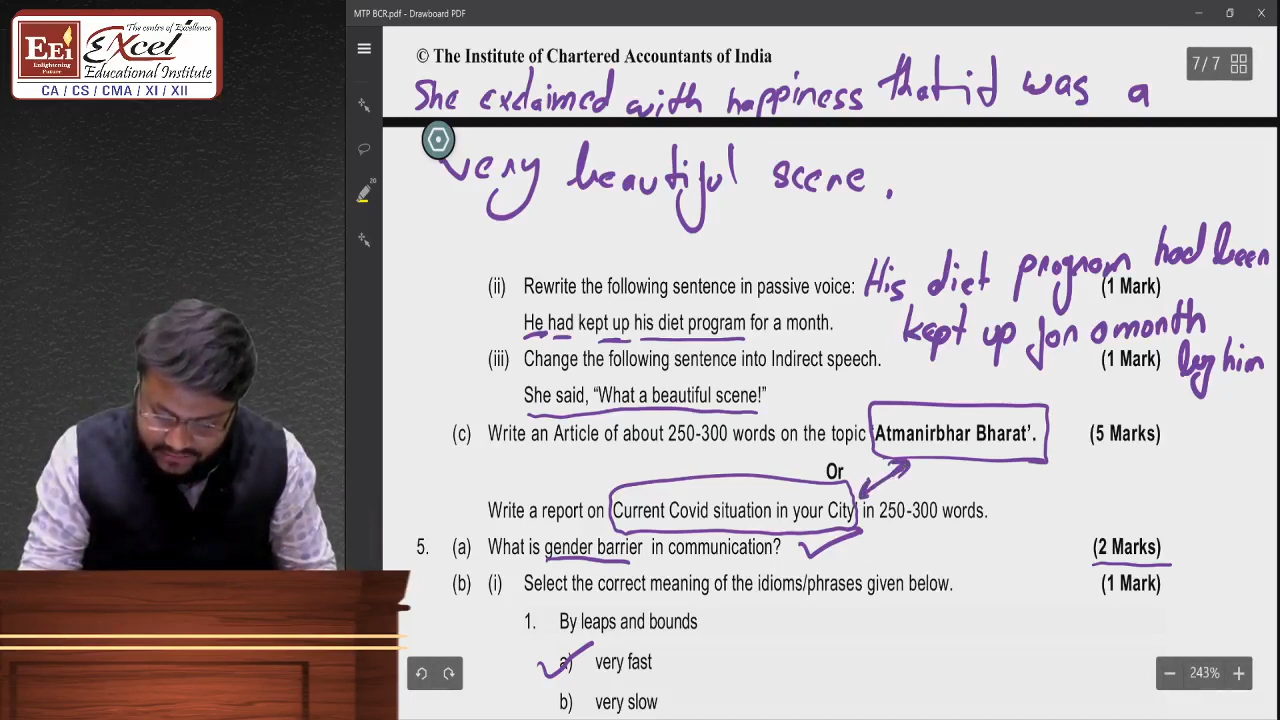 MTP BCR.pdf - Drawboard PDF
EEi
Enlightening
Future
The centre of Excellence
EXcel
Educational Institute
CA / CS / CMA / XI / XII
© The Institute of Chartered Accountants of India
7/7
She exclaimed with happiness that it was a
very beautiful scene.
(ii) Rewrite the following sentence in passive voice: (1 Mark)
His diet program had been
He had kept up his diet program for a month.
kept up for a month
by him
(iii) Change the following sentence into Indirect speech. (1 Mark)
She said, “What a beautiful scene!”
(c) Write an Article of about 250-300 words on the topic ‘Atmanirbhar Bharat’. (5 Marks)
Or
Write a report on ‘Current Covid situation in your City’ in 250-300 words.
5. (a) What is gender barrier in communication? (2 Marks)
(b) (i) Select the correct meaning of the idioms/phrases given below. (1 Mark)
1. By leaps and bounds
a) very fast
b) very slow
20
243%